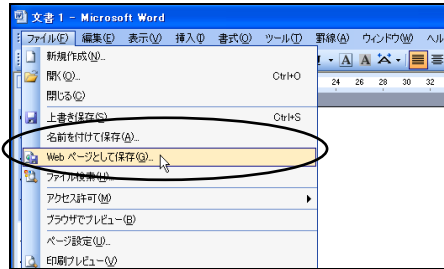 文書 1 - Microsoft Word
ファイル(F) 編集(E) 表示(V) 挿入(I) 書式(O) ツール(T) 罫線(A) ウィンドウ(W) ヘル
新規作成(N)...
開く(O)... Ctrl+O
24 26 28 30 32
閉じる(C)
上書き保存(S) Ctrl+S
名前を付けて保存(A)...
Web ページとして保存(G)...
ファイル検索(H)...
アクセス許可(M)
ブラウザでプレビュー(B)
ページ設定(U)...
印刷プレビュー(V)